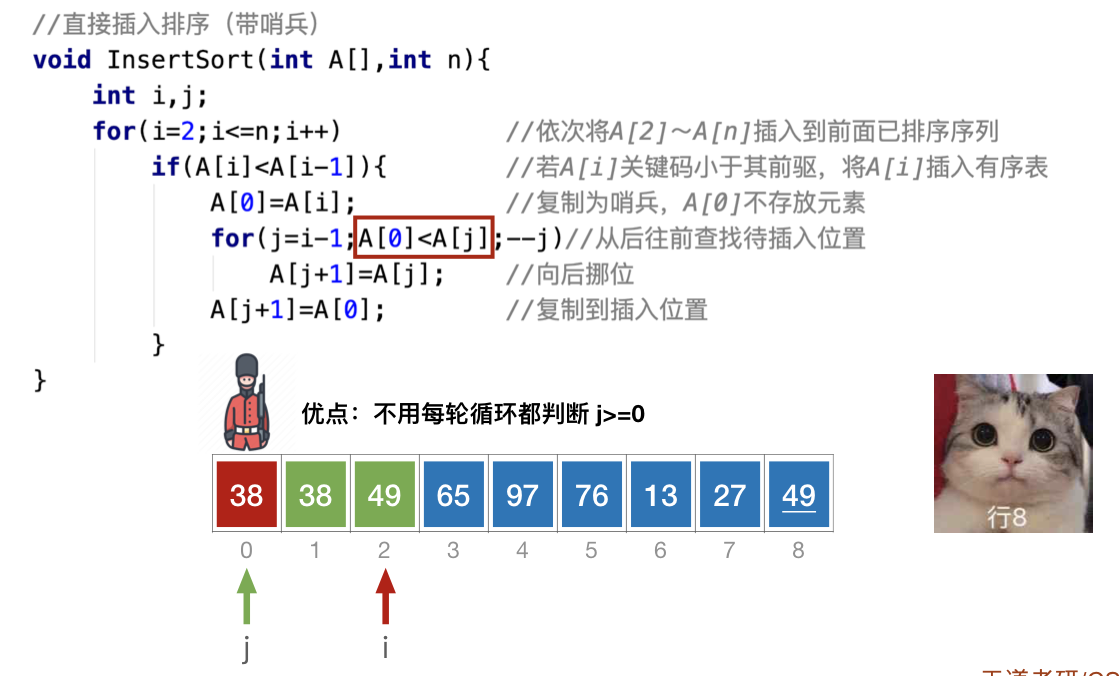 //直接插入排序（带哨兵）
void InsertSort(int A[],int n){
int i,j;
for(i=2;i<=n;i++) //依次将A[2]～A[n]插入到前面已排序序列
if(A[i]<A[i-1]){ //若A[i]关键码小于其前驱，将A[i]插入有序表
A[0]=A[i]; //复制为哨兵，A[0]不存放元素
for(j=i-1;A[0]<A[j];--j)//从后往前查找待插入位置
A[j+1]=A[j]; //向后挪位
A[j+1]=A[0]; //复制到插入位置
}
}
优点：不用每轮循环都判断 j>=0
38 38 49 65 97 76 13 27 49
0 1 2 3 4 5 6 7 8
j i
行8